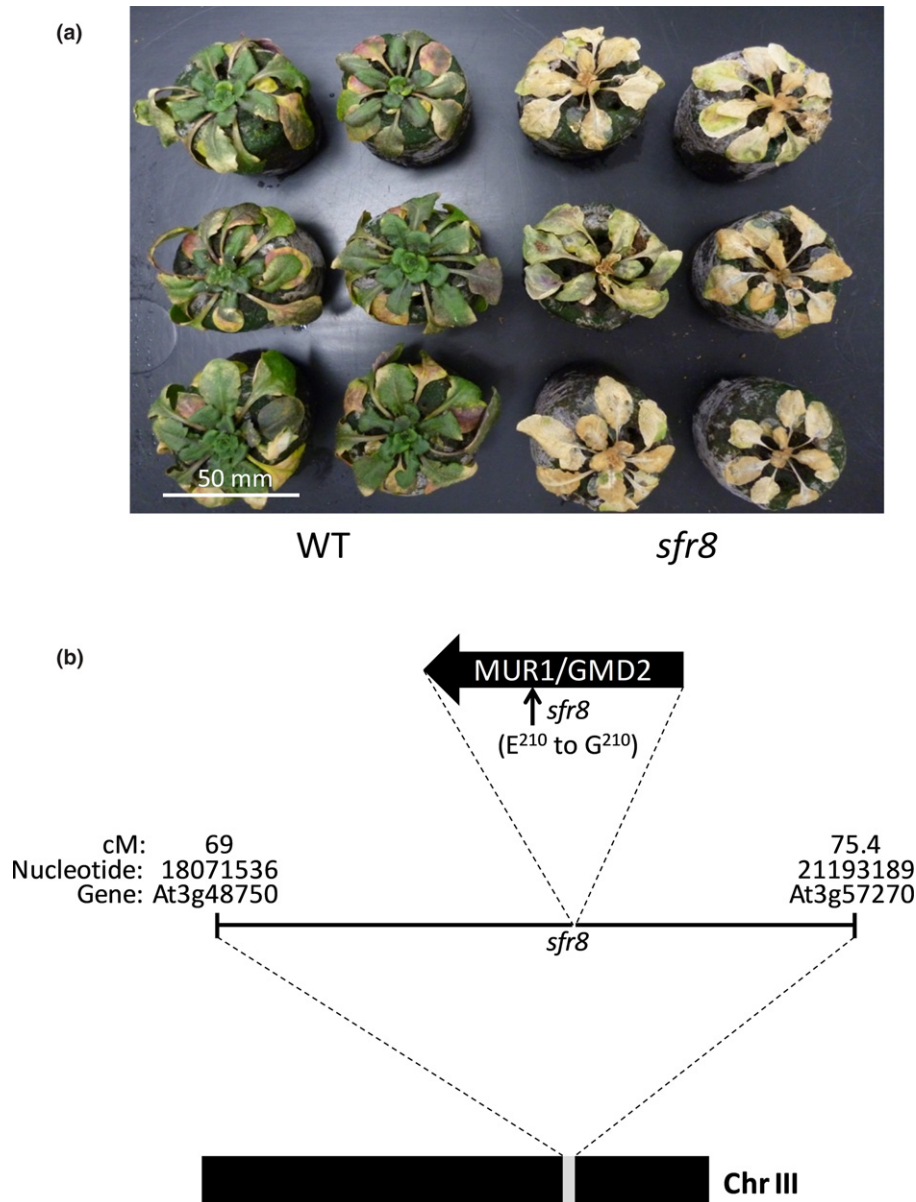 (a)
50 mm
WT sfr8
(b)
MUR1/GMD2
sfr8
(E²¹⁰ to G²¹⁰)
cM: 69 75.4
Nucleotide: 18071536 21193189
Gene: At3g48750 At3g57270
sfr8
Chr III